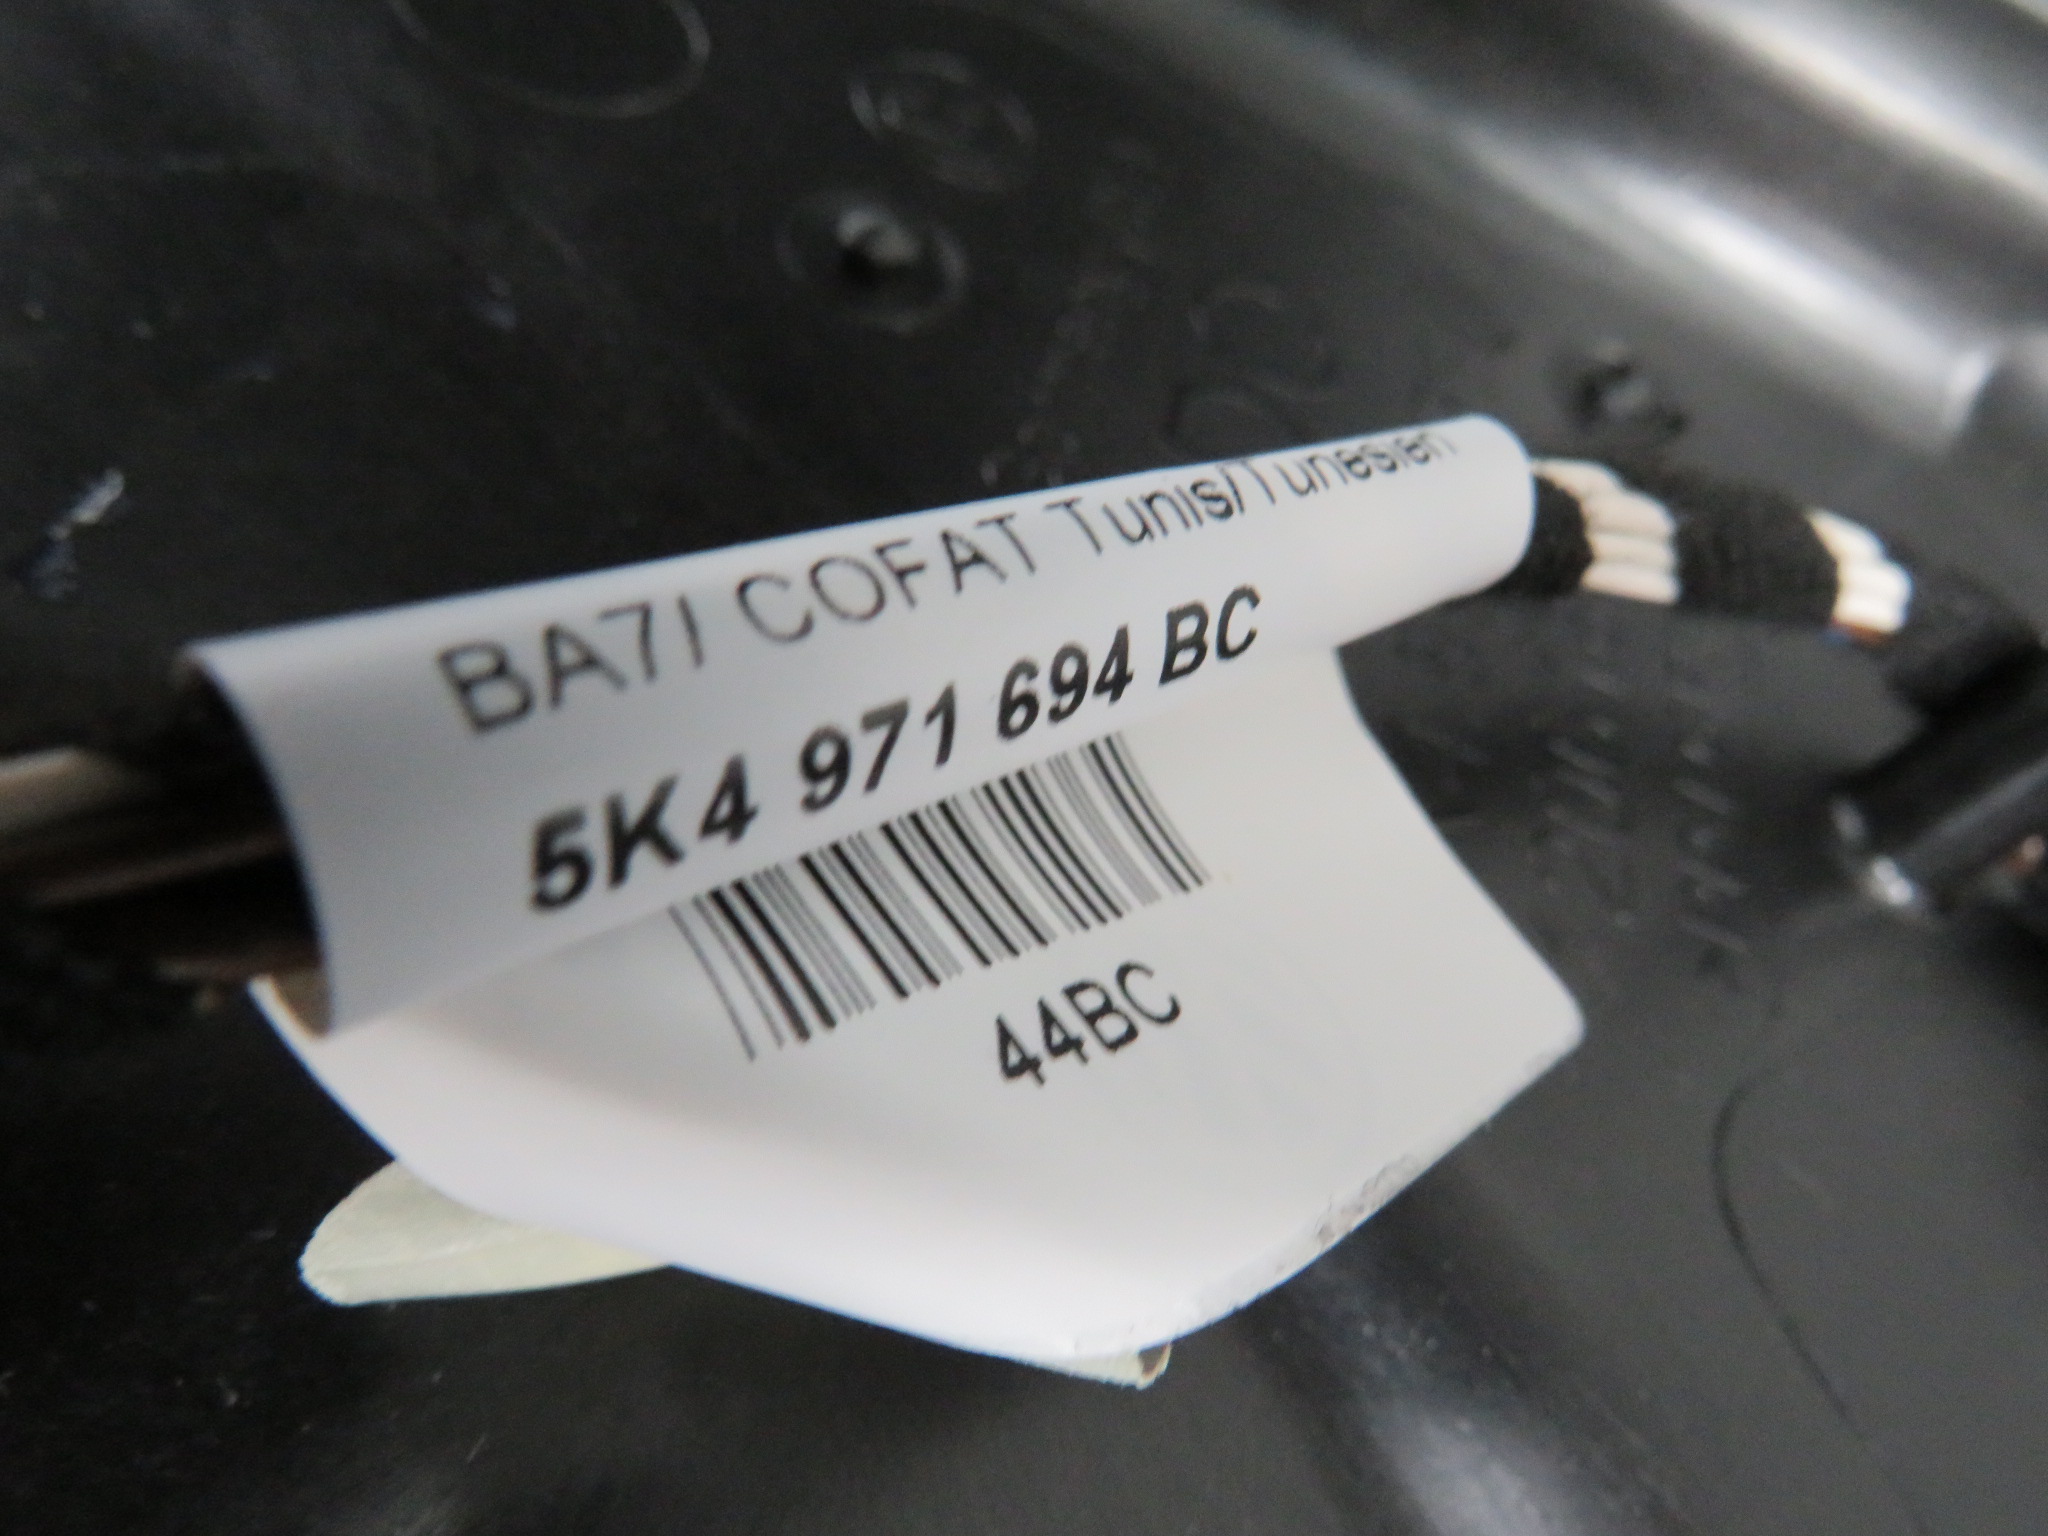 BA7I COFAT Tunis/Tunesien
5K4 971 694 BC
44BC